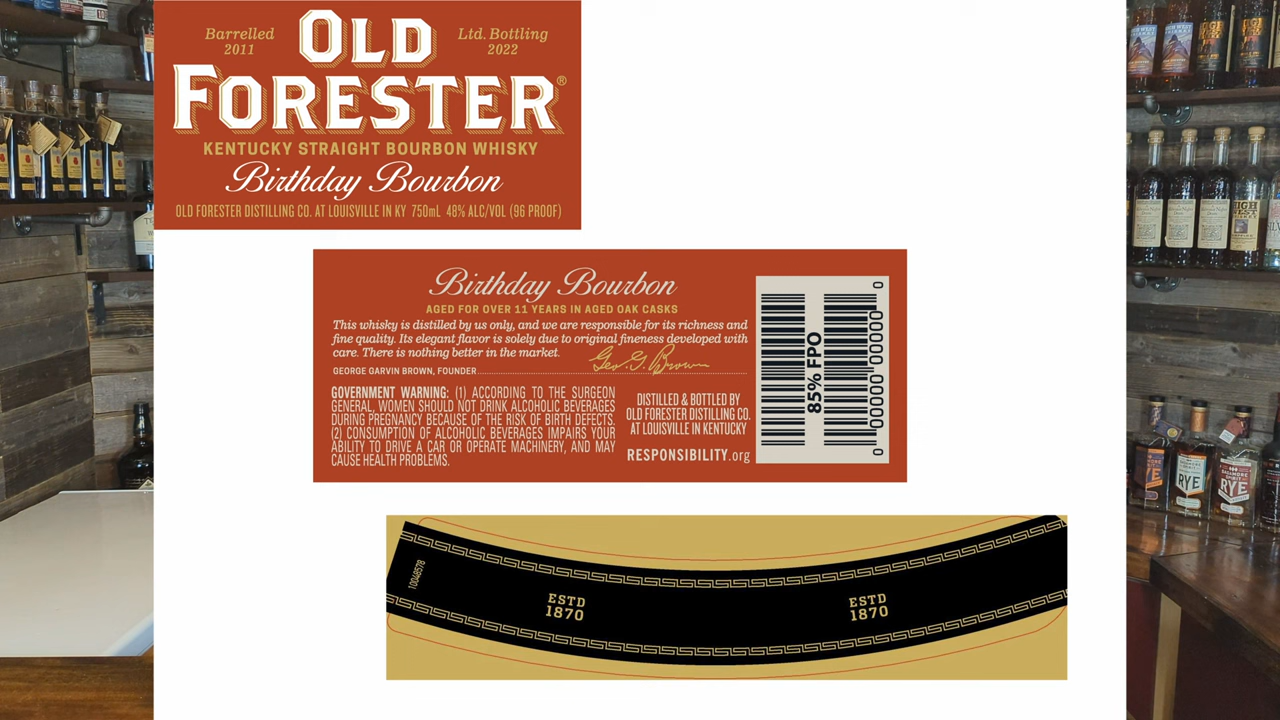 Barrelled
2011
OLD
Ltd. Bottling
2022
FORESTER®
KENTUCKY STRAIGHT BOURBON WHISKY
Birthday Bourbon
OLD FORESTER DISTILLING CO. AT LOUISVILLE IN KY 750mL 48% ALC/VOL (96 PROOF)
Birthday Bourbon
AGED FOR OVER 11 YEARS IN AGED OAK CASKS
This whisky is distilled by us only, and we are responsible for its richness and
fine quality. Its elegant flavor is solely due to original fineness developed with
care. There is nothing better in the market.
Geo. G. Brown
GEORGE GARVIN BROWN, FOUNDER
GOVERNMENT WARNING: (1) ACCORDING TO THE SURGEON
GENERAL, WOMEN SHOULD NOT DRINK ALCOHOLIC BEVERAGES
DURING PREGNANCY BECAUSE OF THE RISK OF BIRTH DEFECTS.
(2) CONSUMPTION OF ALCOHOLIC BEVERAGES IMPAIRS YOUR
ABILITY TO DRIVE A CAR OR OPERATE MACHINERY, AND MAY
CAUSE HEALTH PROBLEMS.
DISTILLED & BOTTLED BY
OLD FORESTER DISTILLING CO.
AT LOUISVILLE IN KENTUCKY
RESPONSIBILITY.org
85% FPO
0 00000 00000 0
10048578
ESTD
1870
ESTD
1870
HIGH WEST
RYE
RYE